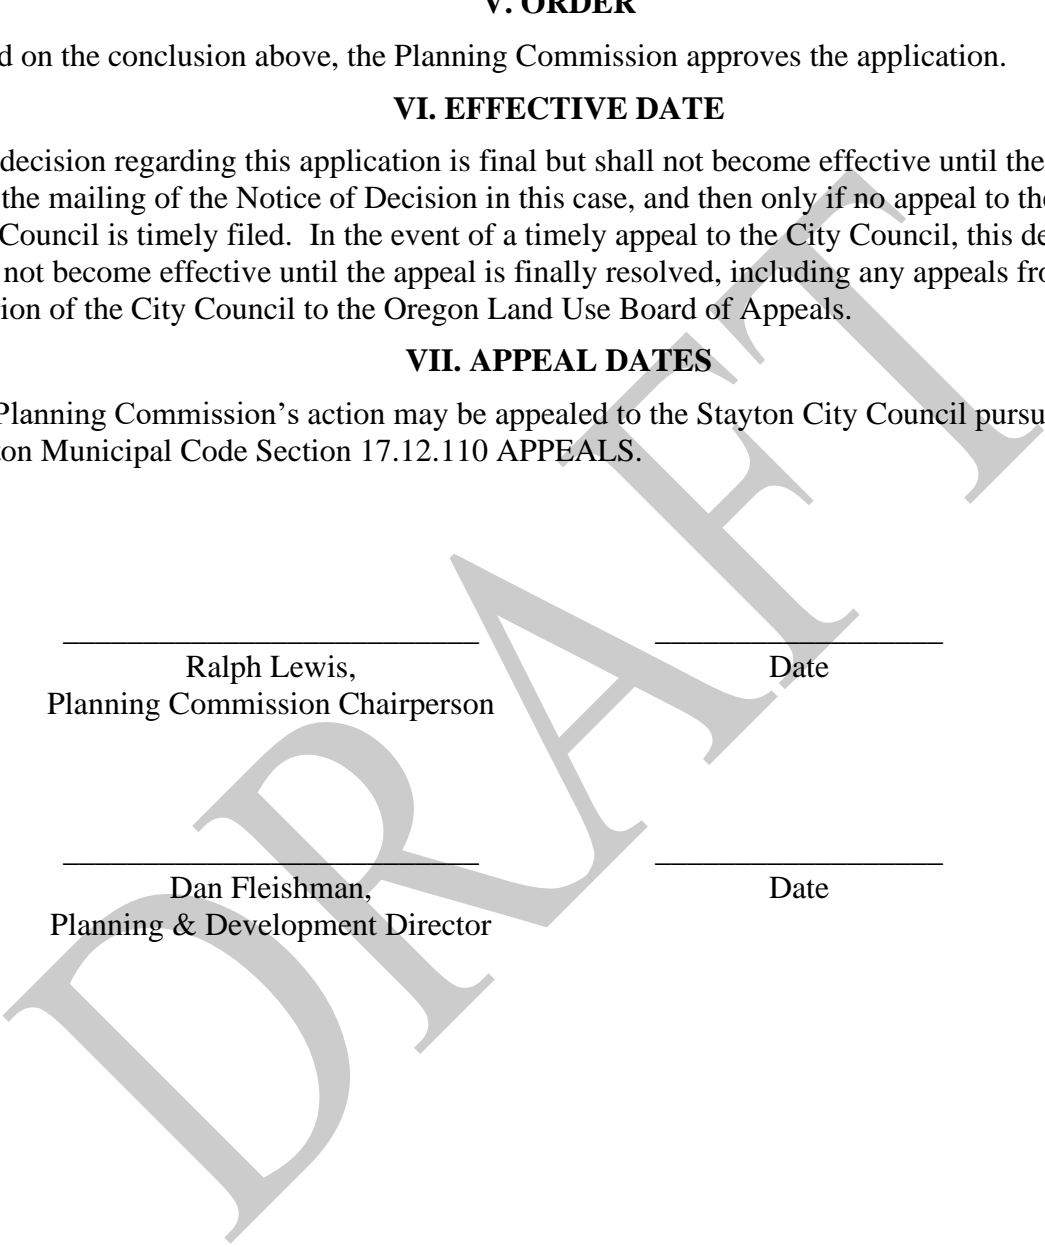 V. ORDER
d on the conclusion above, the Planning Commission approves the application.
VI. EFFECTIVE DATE
decision regarding this application is final but shall not become effective until the
the mailing of the Notice of Decision in this case, and then only if no appeal to the
Council is timely filed.  In the event of a timely appeal to the City Council, this de
not become effective until the appeal is finally resolved, including any appeals fro
ion of the City Council to the Oregon Land Use Board of Appeals.
VII. APPEAL DATES
Planning Commission’s action may be appealed to the Stayton City Council pursu
on Municipal Code Section 17.12.110 APPEALS.
__________________________ __________________
Ralph Lewis, Date
Planning Commission Chairperson
__________________________ __________________
Dan Fleishman, Date
Planning & Development Director
DRAFT